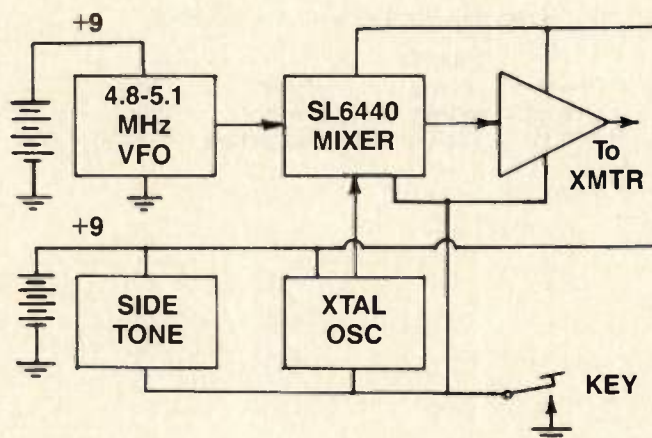 +9
4.8-5.1
MHz
VFO
SL6440
MIXER
To
XMTR
+9
SIDE
TONE
XTAL
OSC
KEY